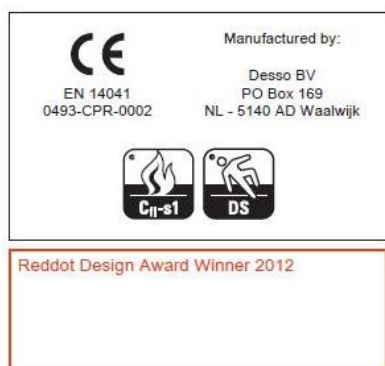 CE
EN 14041
0493-CPR-0002
Manufactured by:
Desso BV
PO Box 169
NL - 5140 AD Waalwijk
Cfl-s1
DS
Reddot Design Award Winner 2012